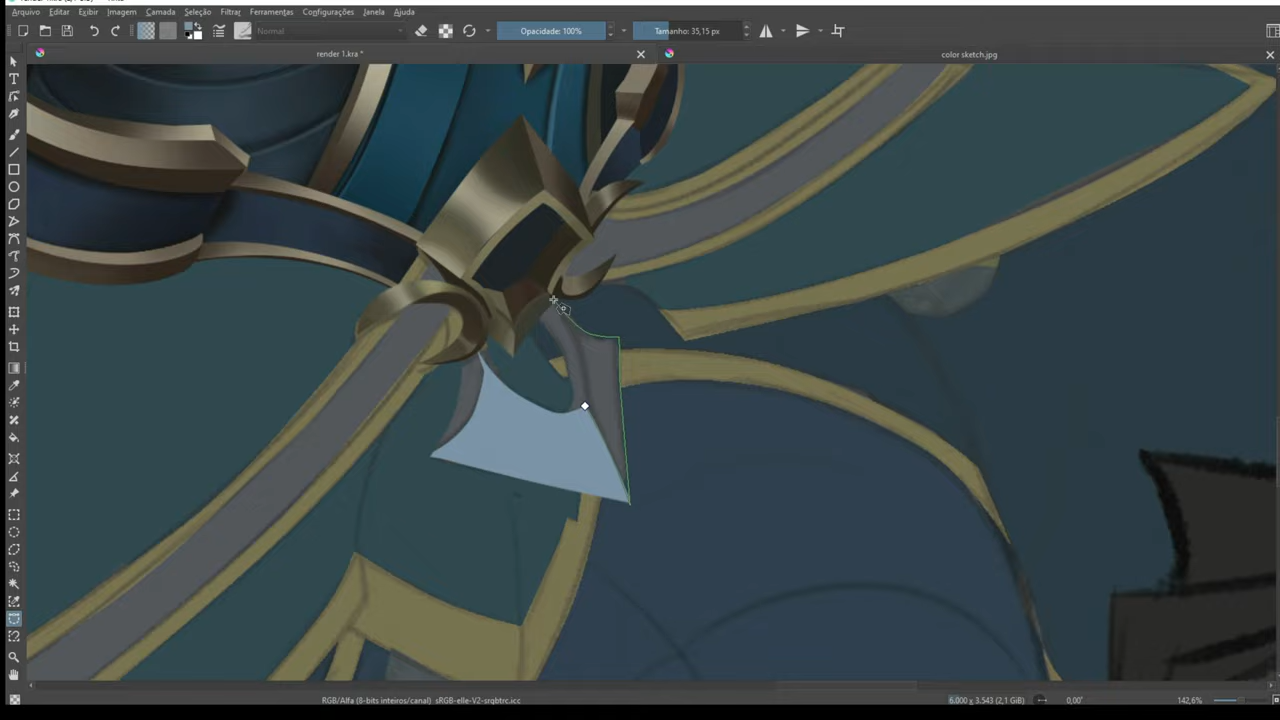 Arquivo Editar Exibir Imagem Camada Seleção Filtrar Ferramentas Configurações Janela Ajuda
Normal Opacidade: 100% Tamanho: 35,15 px
render 1.kra * color sketch.jpg
RGB/Alfa (8-bits inteiros/canal) sRGB-elle-V2-srgbtrc.icc 6.000 x 3.543 (2,1 GiB) 0,00° 142,6%